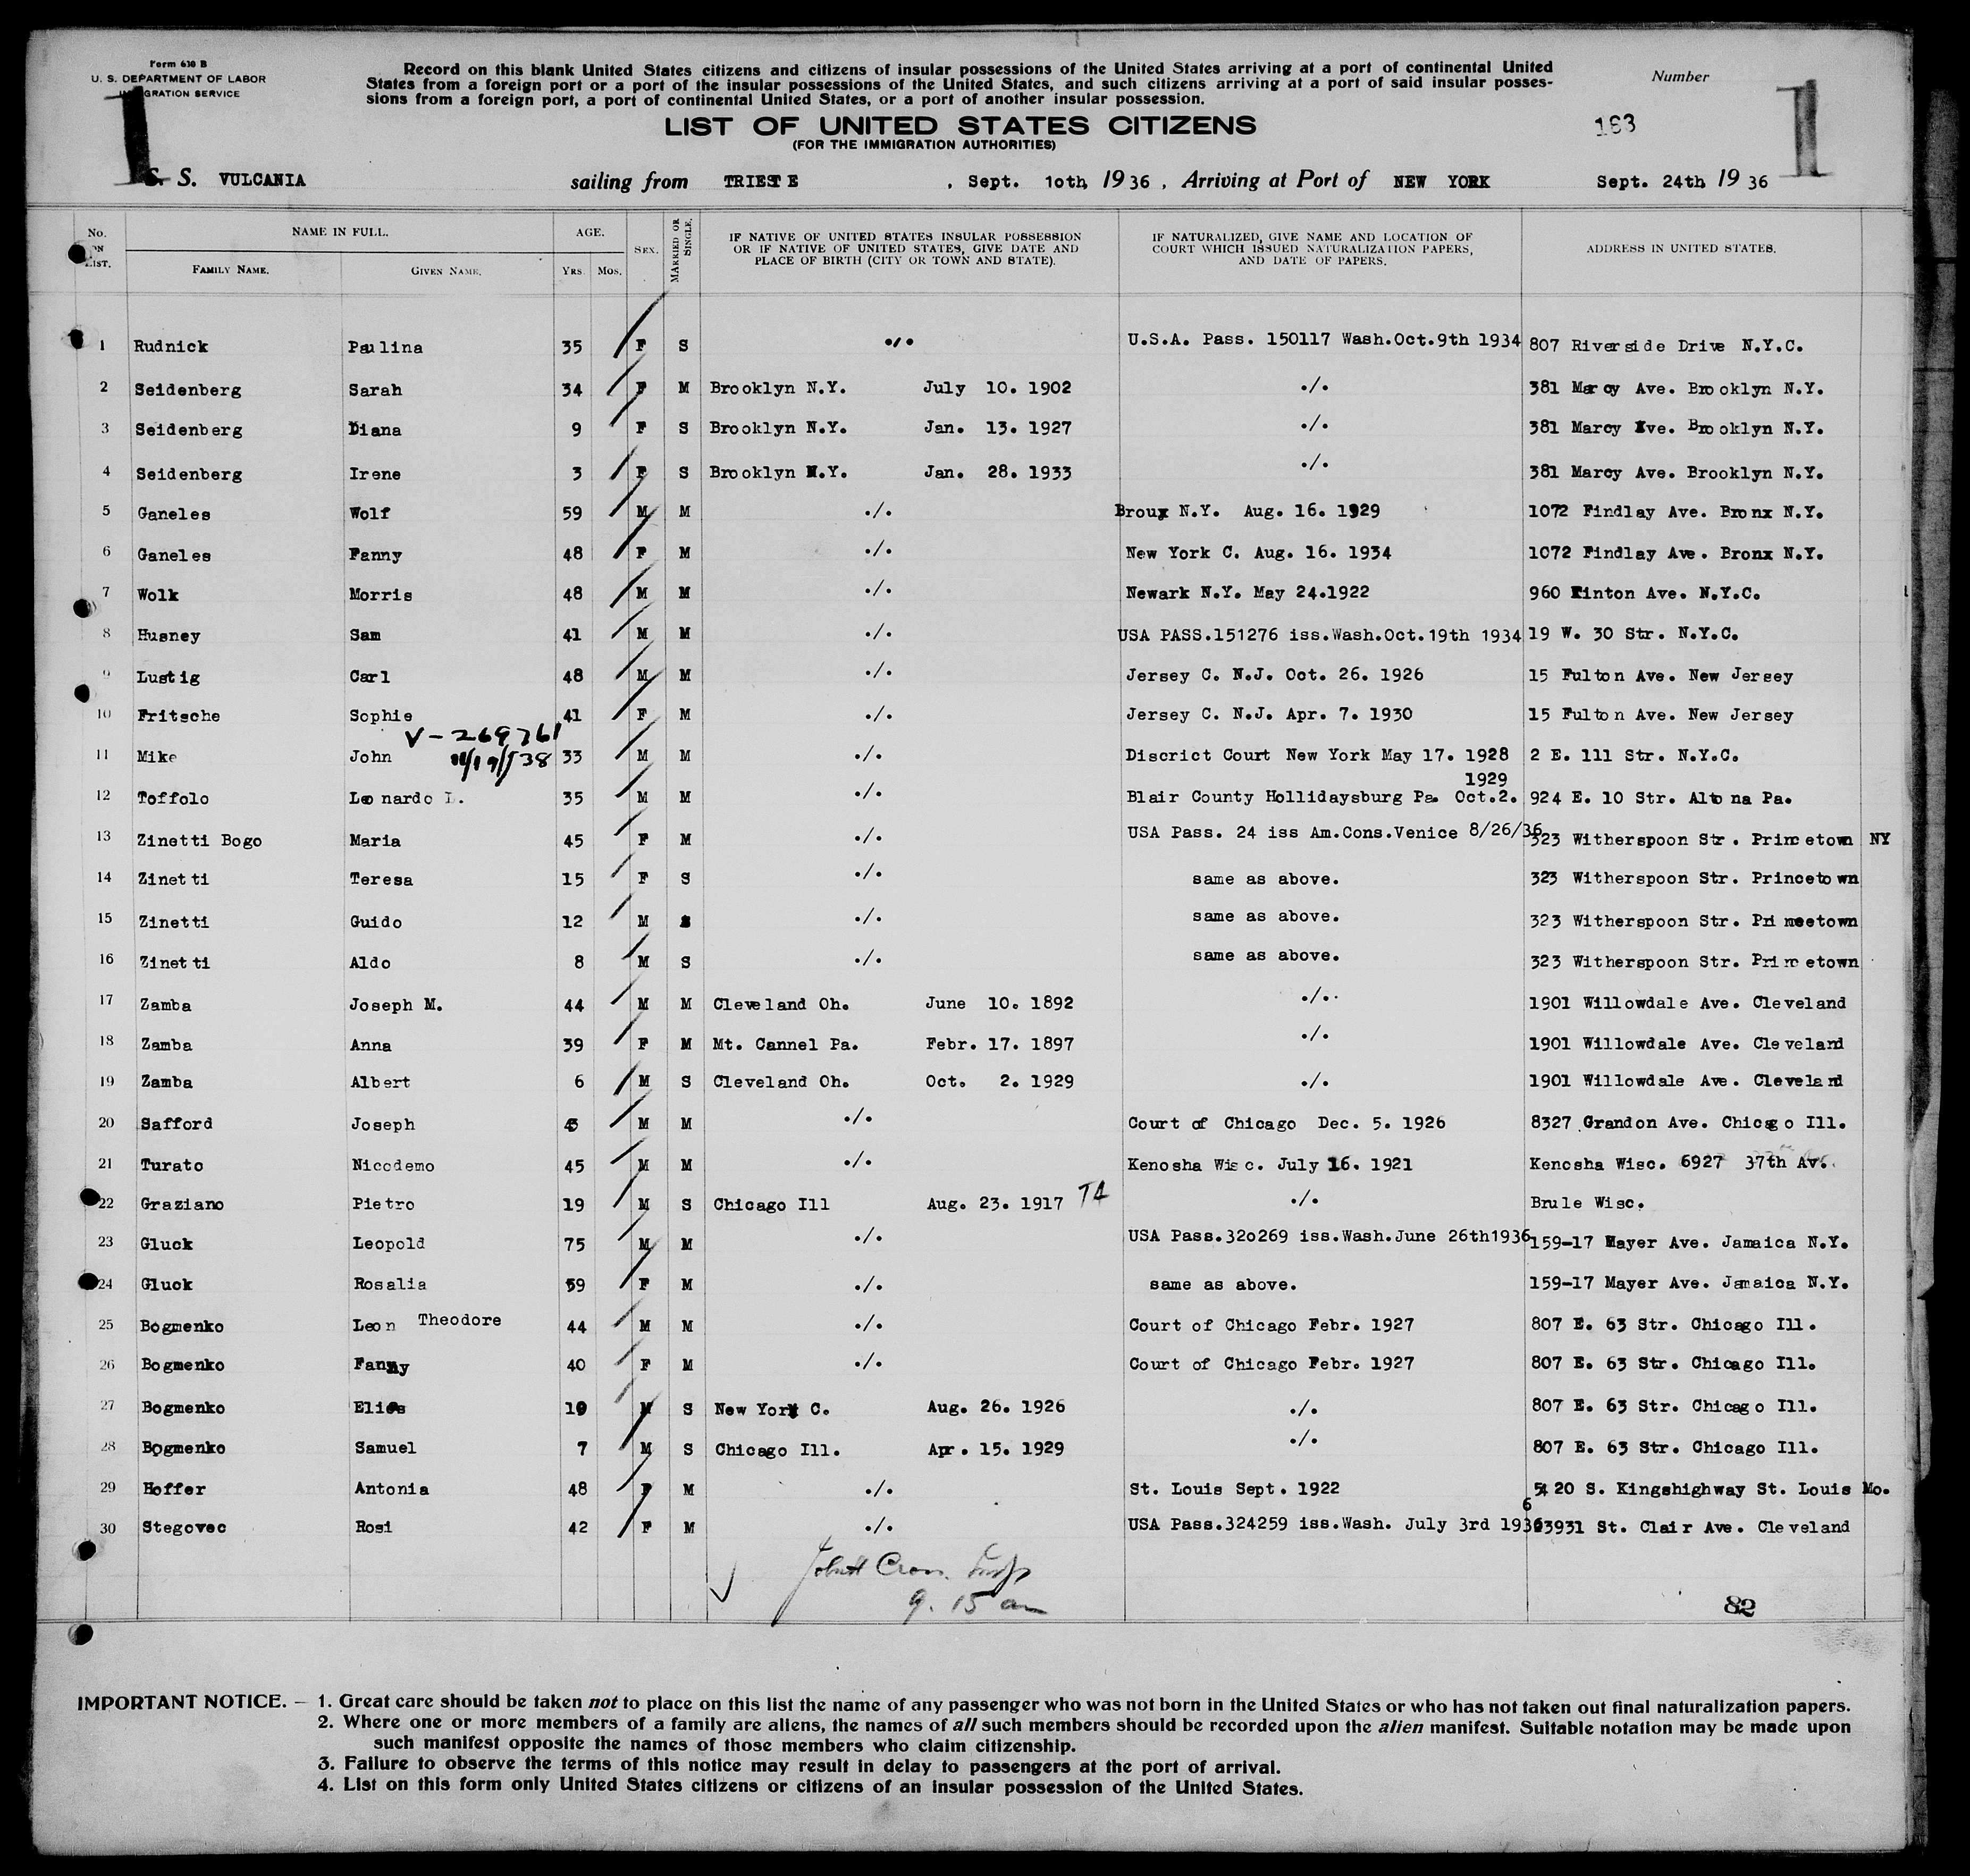 Form 630 B
U. S. DEPARTMENT OF LABOR
IMMIGRATION SERVICE
Record on this blank United States citizens and citizens of insular possessions of the United States arriving at a port of continental United
States from a foreign port or a port of the insular possessions of the United States, and such citizens arriving at a port of said insular posses-
sions from a foreign port, a port of continental United States, or a port of another insular possession.
Number
LIST OF UNITED STATES CITIZENS
(FOR THE IMMIGRATION AUTHORITIES)
183
1 1
S. S. VULCANIA sailing from TRIESTE , Sept. 10th, 1936 , Arriving at Port of NEW YORK Sept. 24th, 1936
No. ON LIST. NAME IN FULL. FAMILY NAME. GIVEN NAME. AGE. YRS. MOS. SEX. MARRIED OR SINGLE. IF NATIVE OF UNITED STATES INSULAR POSSESSION OR IF NATIVE OF UNITED STATES, GIVE DATE AND PLACE OF BIRTH (CITY OR TOWN AND STATE). IF NATURALIZED, GIVE NAME AND LOCATION OF COURT WHICH ISSUED NATURALIZATION PAPERS, AND DATE OF PAPERS. ADDRESS IN UNITED STATES.
1 Rudnick Paulina 35 F S ./. U.S.A. Pass. 150117 Wash.Oct.9th 1934 807 Riverside Drive N.Y.C.
2 Seidenberg Sarah 34 F M Brooklyn N.Y. July 10. 1902 ./. 381 Marcy Ave. Brooklyn N.Y.
3 Seidenberg Diana 9 F S Brooklyn N.Y. Jan. 13. 1927 ./. 381 Marcy Ave. Brooklyn N.Y.
4 Seidenberg Irene 3 F S Brooklyn N.Y. Jan. 28. 1933 ./. 381 Marcy Ave. Brooklyn N.Y.
5 Ganeles Wolf 59 M M ./. Broux N.Y. Aug. 16. 1929 1072 Findlay Ave. Bronx N.Y.
6 Ganeles Fanny 48 F M ./. New York C. Aug. 16. 1934 1072 Findlay Ave. Bronx N.Y.
7 Wolk Morris 48 M M ./. Newark N.Y. May 24.1922 960 Tinton Ave. N.Y.C.
8 Husney Sam 41 M M ./. USA PASS.151276 iss.Wash.Oct.19th 1934 19 W. 30 Str. N.Y.C.
9 Lustig Carl 48 M M ./. Jersey C. N.J. Oct. 26. 1926 15 Fulton Ave. New Jersey
10 Fritsche Sophie 41 F M ./. Jersey C. N.J. Apr. 7. 1930 15 Fulton Ave. New Jersey
V-269761
11 Mike John 33 M M ./. Discrict Court New York May 17. 1928 2 E. 111 Str. N.Y.C.
1929
12 Toffolo Leonardo L. 35 M M ./. Blair County Hollidaysburg Pa. Oct.2. 924 E. 10 Str. Altona Pa.
13 Zinetti Bogo Maria 45 F M ./. USA Pass. 24 iss Am.Cons.Venice 8/26/36 323 Witherspoon Str. Princetown NY
14 Zinetti Teresa 15 F S ./. same as above. 323 Witherspoon Str. Princetown
15 Zinetti Guido 12 M S ./. same as above. 323 Witherspoon Str. Princetown
16 Zinetti Aldo 8 M S ./. same as above. 323 Witherspoon Str. Princetown
17 Zamba Joseph M. 44 M M Cleveland Oh. June 10. 1892 ./. 1901 Willowdale Ave. Cleveland
18 Zamba Anna 39 F M Mt. Cannel Pa. Febr. 17. 1897 ./. 1901 Willowdale Ave. Cleveland
19 Zamba Albert 6 M S Cleveland Oh. Oct. 2. 1929 ./. 1901 Willowdale Ave. Cleveland
20 Safford Joseph M M ./. Court of Chicago Dec. 5. 1926 8327 Grandon Ave. Chicago Ill.
21 Turato Nicodemo 45 M M ./. Kenosha Wisc. July 16. 1921 Kenosha Wisc. 6927 37th Av.
22 Graziano Pietro 19 M S Chicago Ill Aug. 23. 1917 ./. Brule Wisc.
23 Gluck Leopold 75 M M ./. USA Pass.320269 iss.Wash.June 26th1936 159-17 Mayer Ave. Jamaica N.Y.
24 Gluck Rosalia 59 F M ./. same as above. 159-17 Mayer Ave. Jamaica N.Y.
25 Bogmenko Leon Theodore 44 M M ./. Court of Chicago Febr. 1927 807 E. 63 Str. Chicago Ill.
26 Bogmenko Fanny 40 F M ./. Court of Chicago Febr. 1927 807 E. 63 Str. Chicago Ill.
27 Bogmenko Elias 10 M S New York C. Aug. 26. 1926 ./. 807 E. 63 Str. Chicago Ill.
28 Bogmenko Samuel 7 M S Chicago Ill. Apr. 15. 1929 ./. 807 E. 63 Str. Chicago Ill.
29 Hoffer Antonia 48 F M ./. St. Louis Sept. 1922 5420 S. Kingshighway St. Louis Mo.
6
30 Stegovec Rosi 42 F M ./. USA Pass.324259 iss.Wash. July 3rd 1936 23931 St. Clair Ave. Cleveland
9. 15 am
82
IMPORTANT NOTICE. — 1. Great care should be taken not to place on this list the name of any passenger who was not born in the United States or who has not taken out final naturalization papers.
2. Where one or more members of a family are aliens, the names of all such members should be recorded upon the alien manifest. Suitable notation may be made upon
such manifest opposite the names of those members who claim citizenship.
3. Failure to observe the terms of this notice may result in delay to passengers at the port of arrival.
4. List on this form only United States citizens or citizens of an insular possession of the United States.